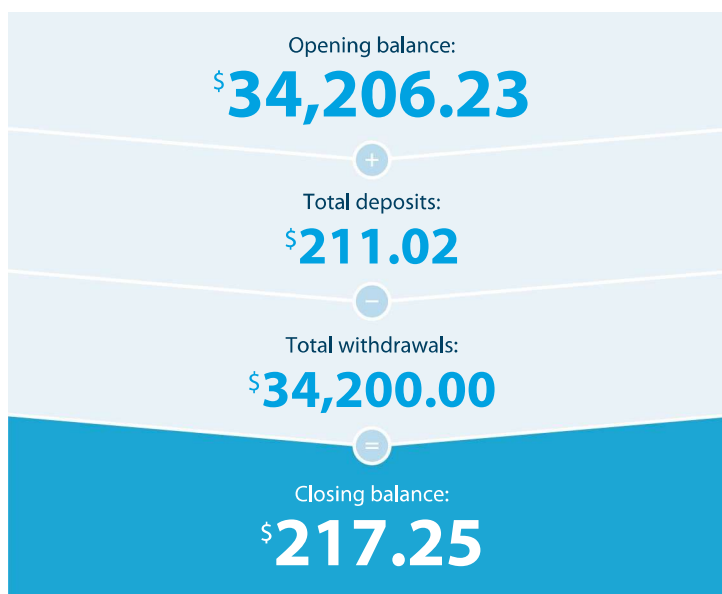 Opening balance:
$34,206.23
+
Total deposits:
$211.02
−
Total withdrawals:
$34,200.00
=
Closing balance:
$217.25